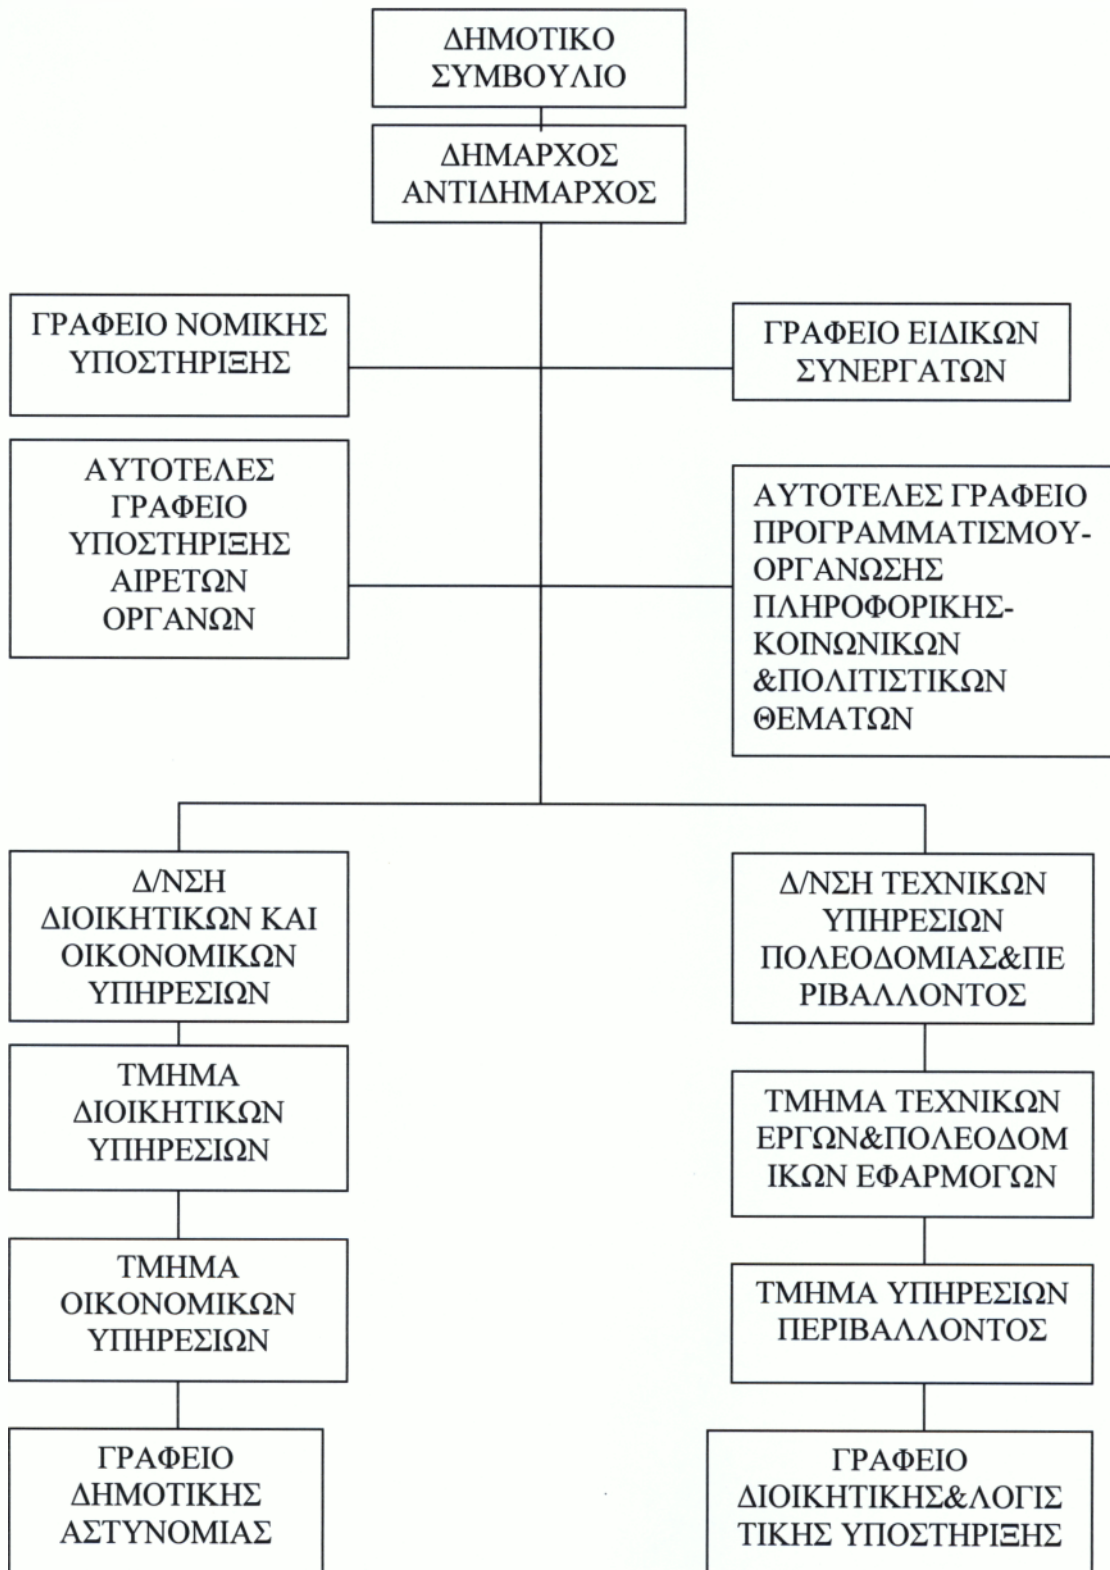 ΔΗΜΟΤΙΚΟ
ΣΥΜΒΟΥΛΙΟ
ΔΗΜΑΡΧΟΣ
ΑΝΤΙΔΗΜΑΡΧΟΣ
ΓΡΑΦΕΙΟ ΝΟΜΙΚΗΣ
ΥΠΟΣΤΗΡΙΞΗΣ
ΓΡΑΦΕΙΟ ΕΙΔΙΚΩΝ
ΣΥΝΕΡΓΑΤΩΝ
ΑΥΤΟΤΕΛΕΣ
ΓΡΑΦΕΙΟ
ΥΠΟΣΤΗΡΙΞΗΣ
ΑΙΡΕΤΩΝ
ΟΡΓΑΝΩΝ
ΑΥΤΟΤΕΛΕΣ ΓΡΑΦΕΙΟ
ΠΡΟΓΡΑΜΜΑΤΙΣΜΟΥ-
ΟΡΓΑΝΩΣΗΣ
ΠΛΗΡΟΦΟΡΙΚΗΣ-
ΚΟΙΝΩΝΙΚΩΝ
&ΠΟΛΙΤΙΣΤΙΚΩΝ
ΘΕΜΑΤΩΝ
Δ/ΝΣΗ
ΔΙΟΙΚΗΤΙΚΩΝ ΚΑΙ
ΟΙΚΟΝΟΜΙΚΩΝ
ΥΠΗΡΕΣΙΩΝ
Δ/ΝΣΗ ΤΕΧΝΙΚΩΝ
ΥΠΗΡΕΣΙΩΝ
ΠΟΛΕΟΔΟΜΙΑΣ&ΠΕ
ΡΙΒΑΛΛΟΝΤΟΣ
ΤΜΗΜΑ
ΔΙΟΙΚΗΤΙΚΩΝ
ΥΠΗΡΕΣΙΩΝ
ΤΜΗΜΑ ΤΕΧΝΙΚΩΝ
ΕΡΓΩΝ&ΠΟΛΕΟΔΟΜ
ΙΚΩΝ ΕΦΑΡΜΟΓΩΝ
ΤΜΗΜΑ
ΟΙΚΟΝΟΜΙΚΩΝ
ΥΠΗΡΕΣΙΩΝ
ΤΜΗΜΑ ΥΠΗΡΕΣΙΩΝ
ΠΕΡΙΒΑΛΛΟΝΤΟΣ
ΓΡΑΦΕΙΟ
ΔΗΜΟΤΙΚΗΣ
ΑΣΤΥΝΟΜΙΑΣ
ΓΡΑΦΕΙΟ
ΔΙΟΙΚΗΤΙΚΗΣ&ΛΟΓΙΣ
ΤΙΚΗΣ ΥΠΟΣΤΗΡΙΞΗΣ